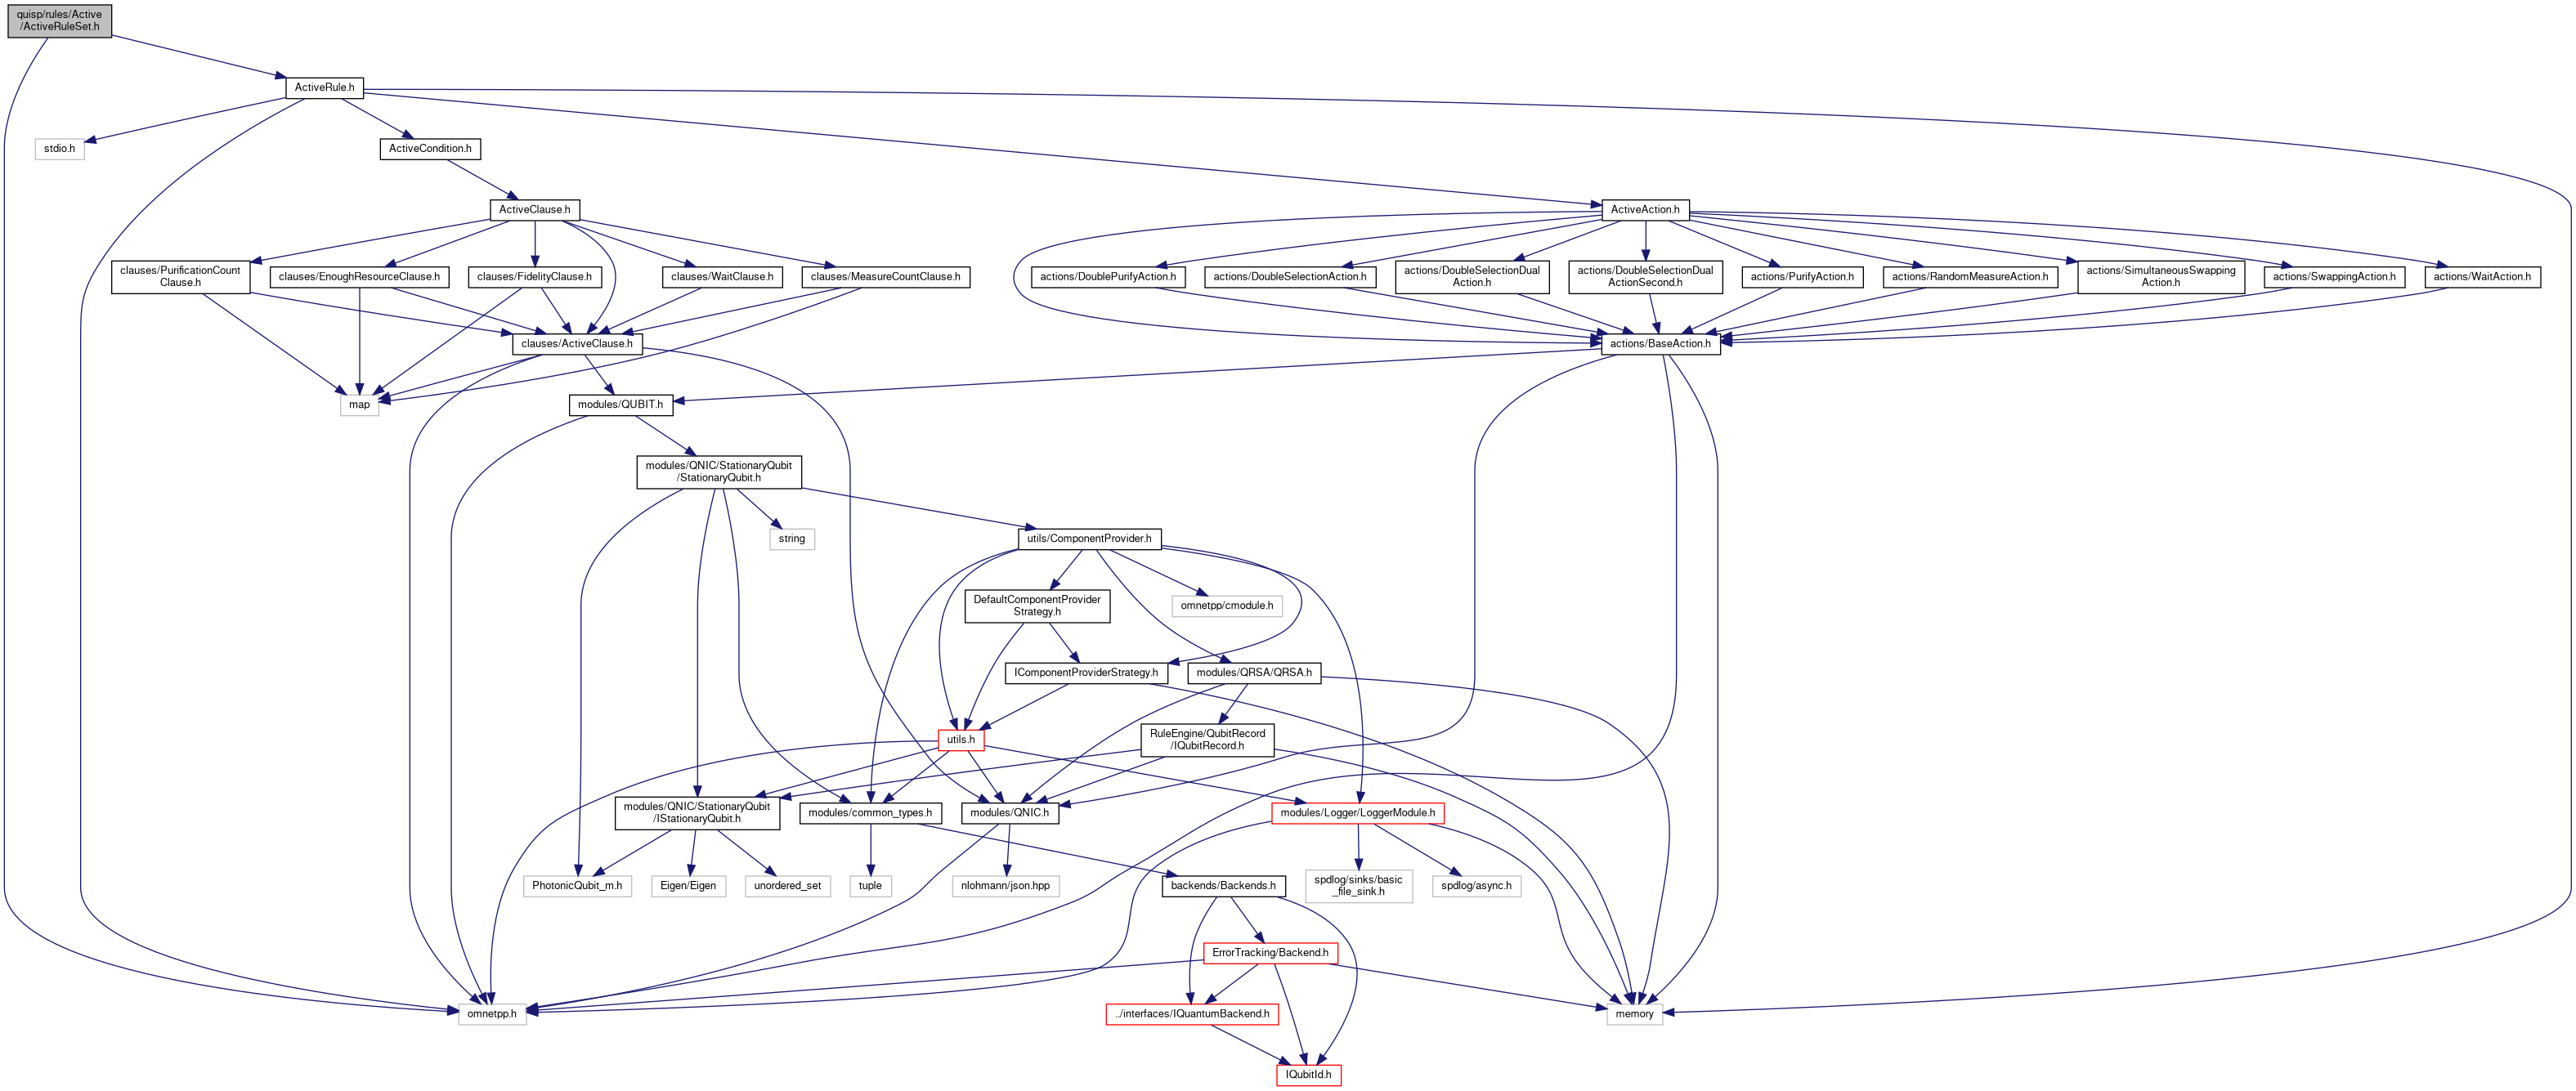 quisp/rules/Active
/ActiveRuleSet.h
ActiveRule.h
stdio.h
ActiveCondition.h
ActiveClause.h
ActiveAction.h
clauses/PurificationCount
Clause.h
clauses/EnoughResourceClause.h
clauses/FidelityClause.h
clauses/WaitClause.h
clauses/MeasureCountClause.h
actions/DoublePurifyAction.h
actions/DoubleSelectionAction.h
actions/DoubleSelectionDual
Action.h
actions/DoubleSelectionDual
ActionSecond.h
actions/PurifyAction.h
actions/RandomMeasureAction.h
actions/SimultaneousSwapping
Action.h
actions/SwappingAction.h
actions/WaitAction.h
clauses/ActiveClause.h
actions/BaseAction.h
map
modules/QUBIT.h
modules/QNIC/StationaryQubit
/StationaryQubit.h
string
utils/ComponentProvider.h
DefaultComponentProvider
Strategy.h
omnetpp/cmodule.h
IComponentProviderStrategy.h
modules/QRSA/QRSA.h
utils.h
RuleEngine/QubitRecord
/IQubitRecord.h
modules/QNIC/StationaryQubit
/IStationaryQubit.h
modules/common_types.h
modules/QNIC.h
modules/Logger/LoggerModule.h
PhotonicQubit_m.h
Eigen/Eigen
unordered_set
tuple
nlohmann/json.hpp
backends/Backends.h
spdlog/sinks/basic
_file_sink.h
spdlog/async.h
ErrorTracking/Backend.h
omnetpp.h
../interfaces/IQuantumBackend.h
memory
IQubitId.h